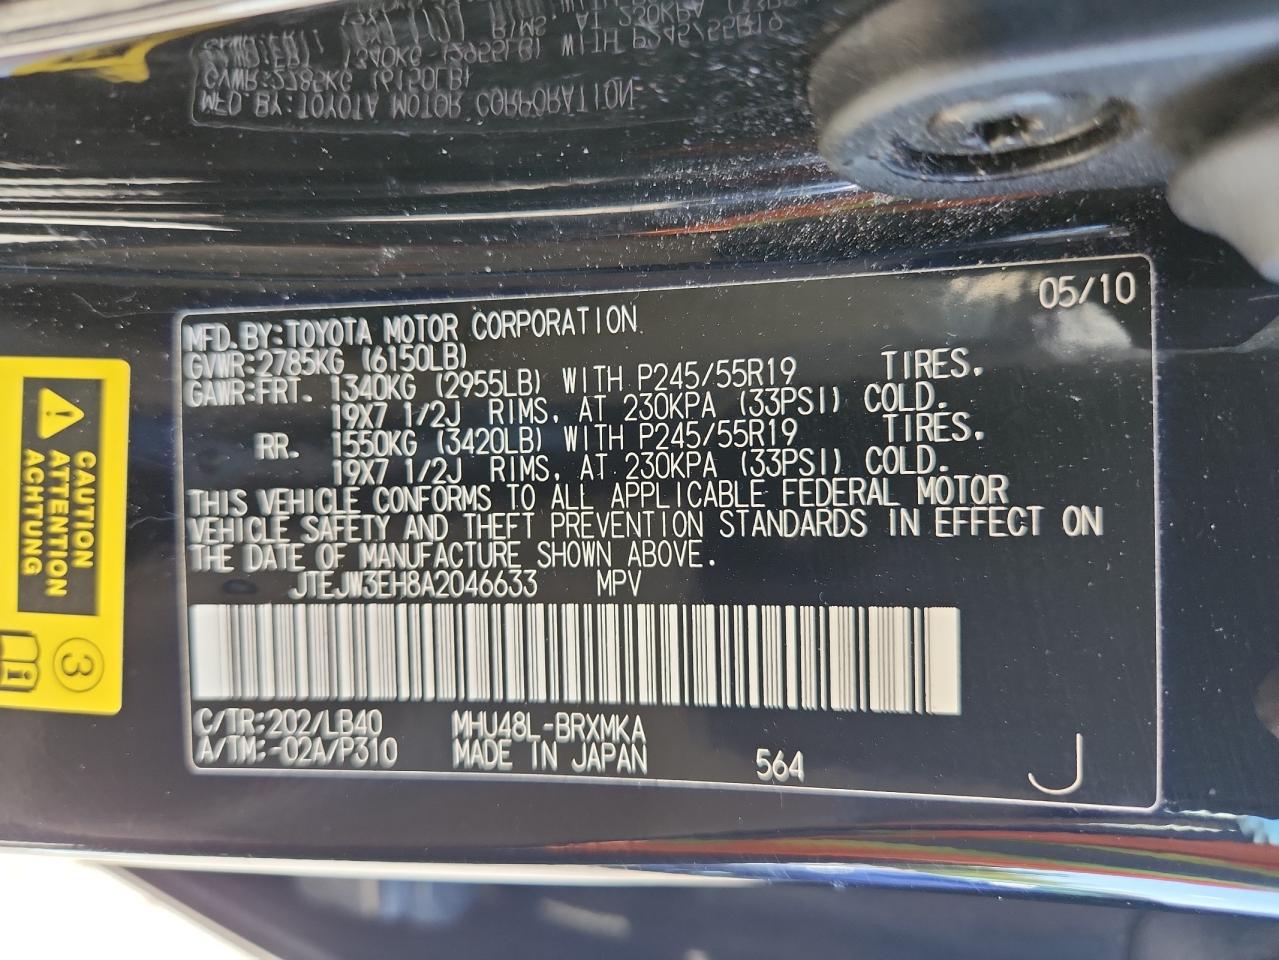 05/10
MFD.BY:TOYOTA MOTOR CORPORATION
GVWR:2785KG (6150LB)
GAWR:FRT. 1340KG (2955LB) WITH P245/55R19 TIRES,
19X7 1/2J RIMS, AT 230KPA (33PSI) COLD.
RR. 1550KG (3420LB) WITH P245/55R19 TIRES,
19X7 1/2J RIMS, AT 230KPA (33PSI) COLD.
THIS VEHICLE CONFORMS TO ALL APPLICABLE FEDERAL MOTOR
VEHICLE SAFETY AND THEFT PREVENTION STANDARDS IN EFFECT ON
THE DATE OF MANUFACTURE SHOWN ABOVE.
JTEJW3EH8A2046633 MPV
C/TR:202/LB40 MHU48L-BRXMKA
A/TM:-02A/P310 MADE IN JAPAN 564 J
CAUTION
ATTENTION
ACHTUNG
3
i